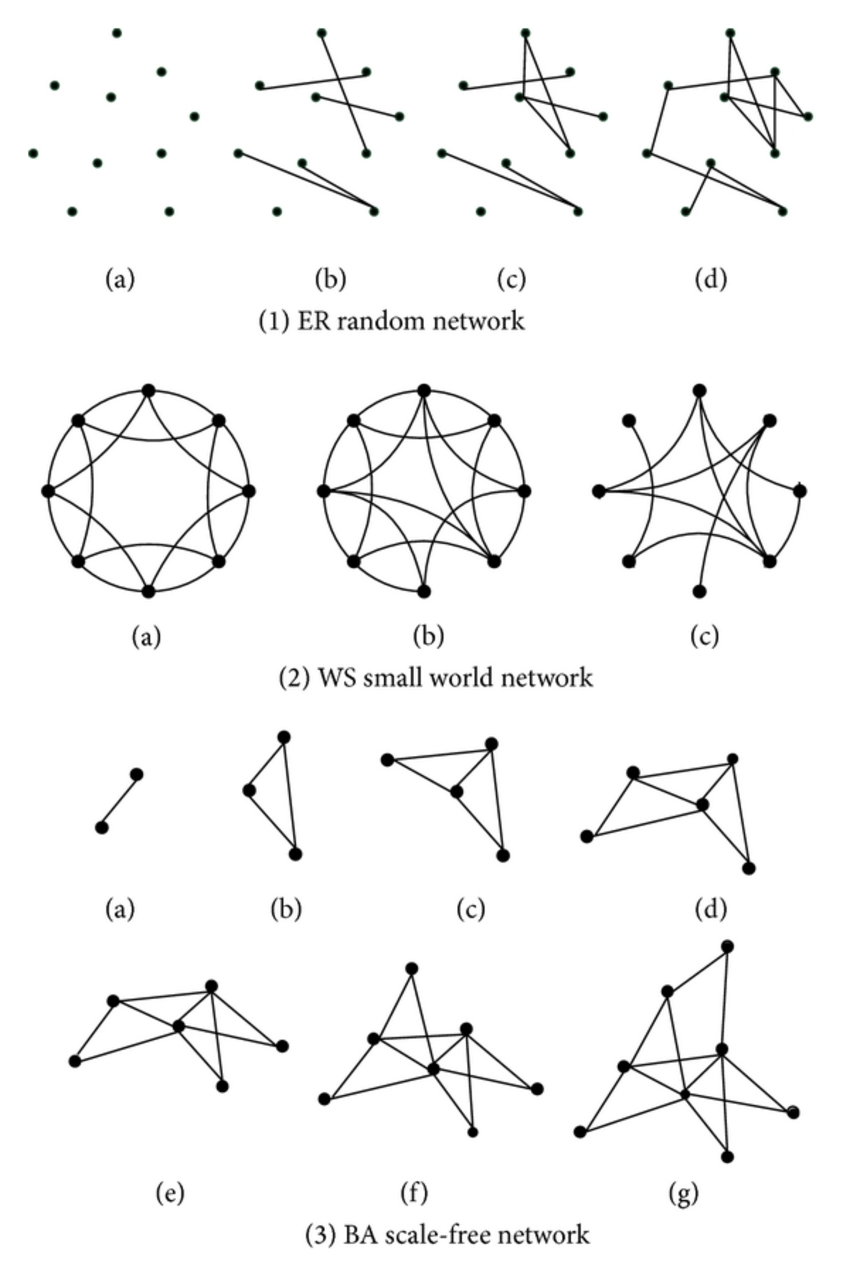 (a) (b) (c) (d)
(1) ER random network
(a) (b) (c)
(2) WS small world network
(a) (b) (c) (d)
(e) (f) (g)
(3) BA scale-free network